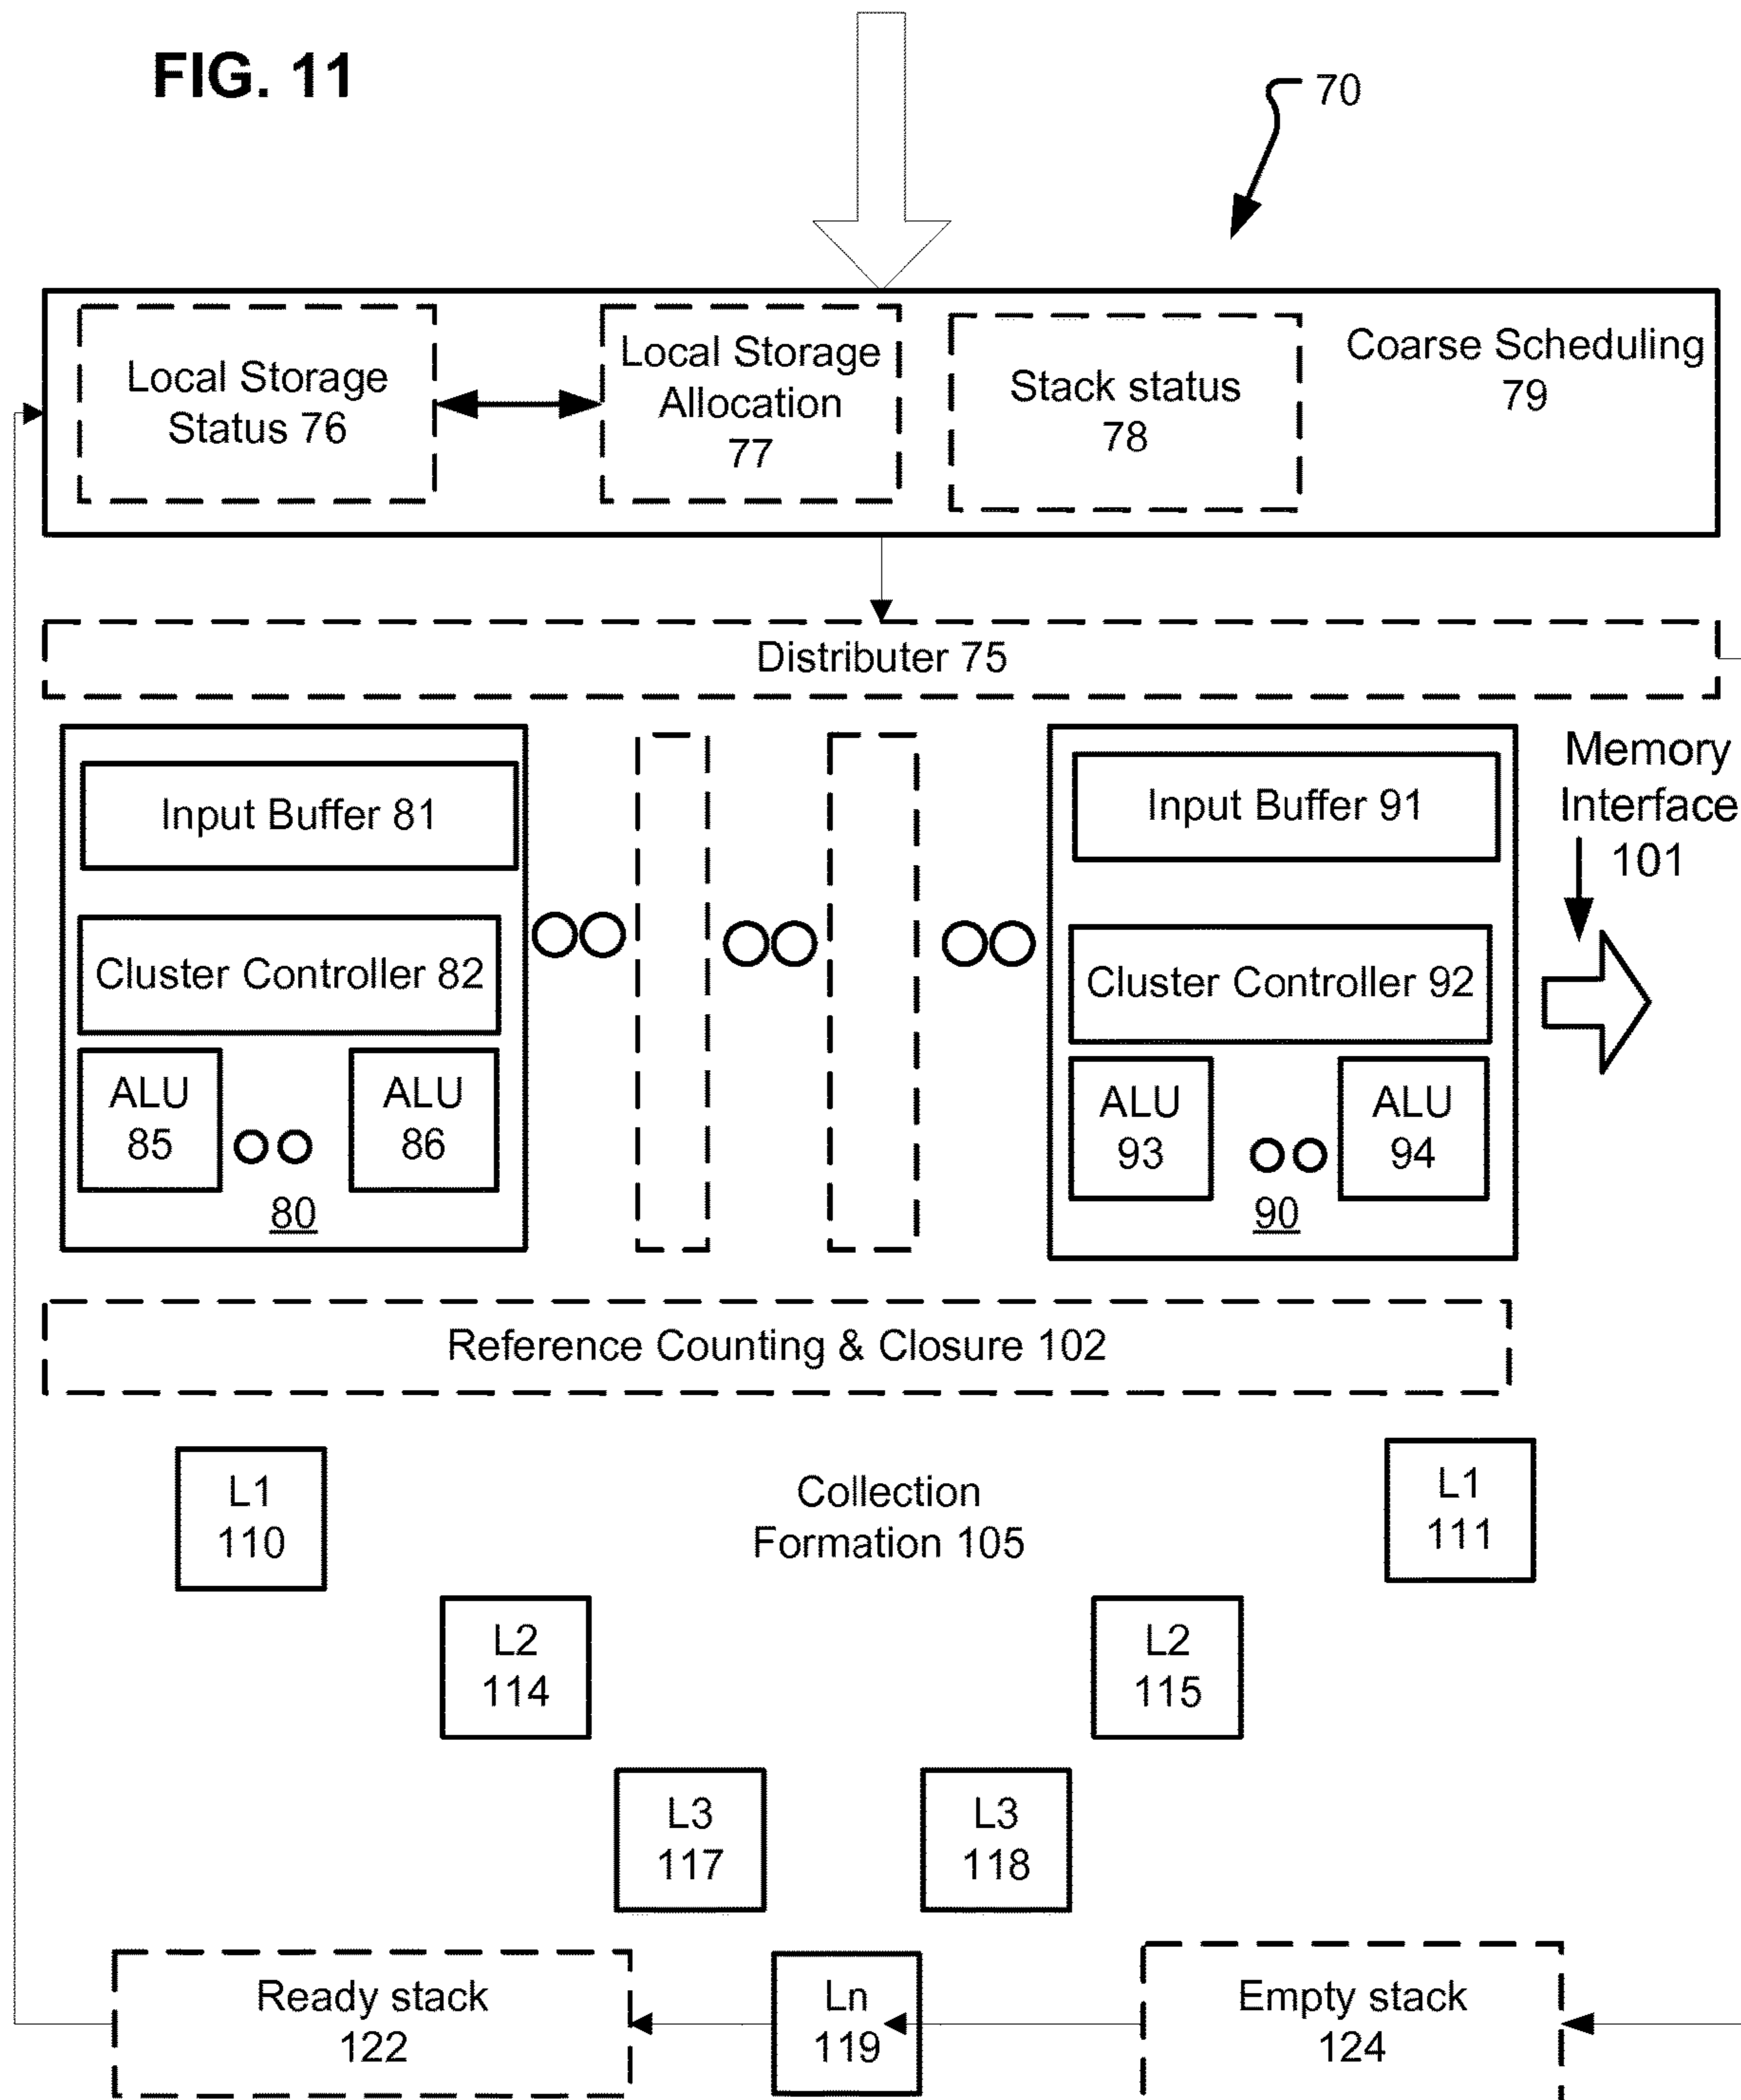 FIG. 11
70
Local Storage
Status 76
Local Storage
Allocation
77
Stack status
78
Coarse Scheduling
79
Distributer 75
Input Buffer 81
Cluster Controller 82
ALU
85
ALU
86
80
Input Buffer 91
Cluster Controller 92
ALU
93
ALU
94
90
Memory
Interface
101
Reference Counting & Closure 102
L1
110
Collection
Formation 105
L1
111
L2
114
L2
115
L3
117
L3
118
Ready stack
122
Ln
119
Empty stack
124